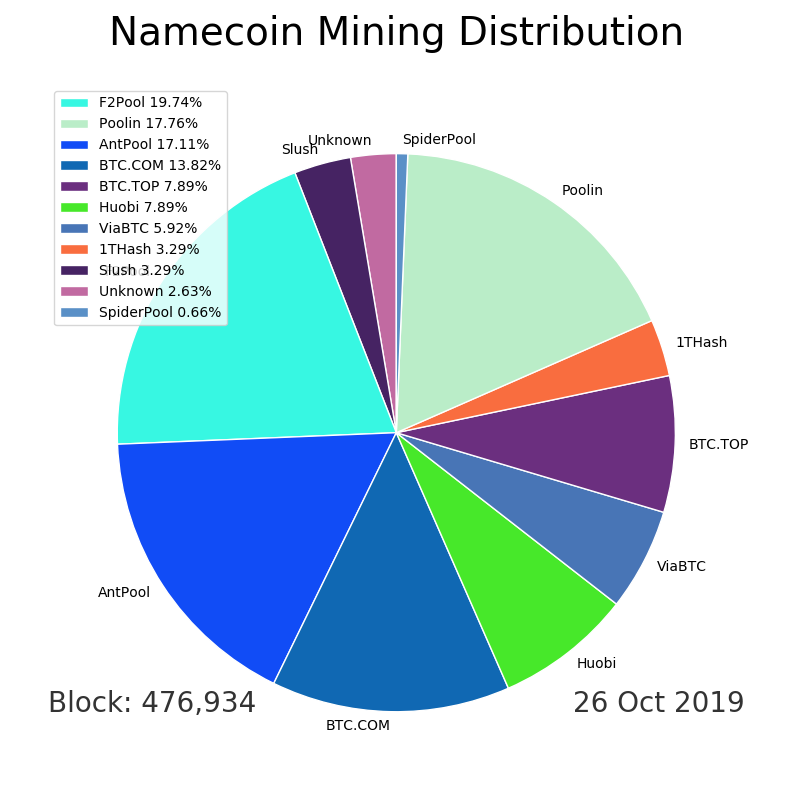 Namecoin Mining Distribution
F2Pool 19.74%
Poolin 17.76%
AntPool 17.11%
BTC.COM 13.82%
BTC.TOP 7.89%
Huobi 7.89%
ViaBTC 5.92%
1THash 3.29%
Slush 3.29%
Unknown 2.63%
SpiderPool 0.66%
Slush
Unknown
SpiderPool
Poolin
1THash
BTC.TOP
ViaBTC
Huobi
BTC.COM
AntPool
Block: 476,934
26 Oct 2019